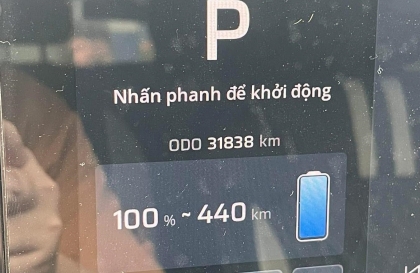 P
Nhấn phanh để khởi động
ODO 31838 km
100 % ~ 440 km